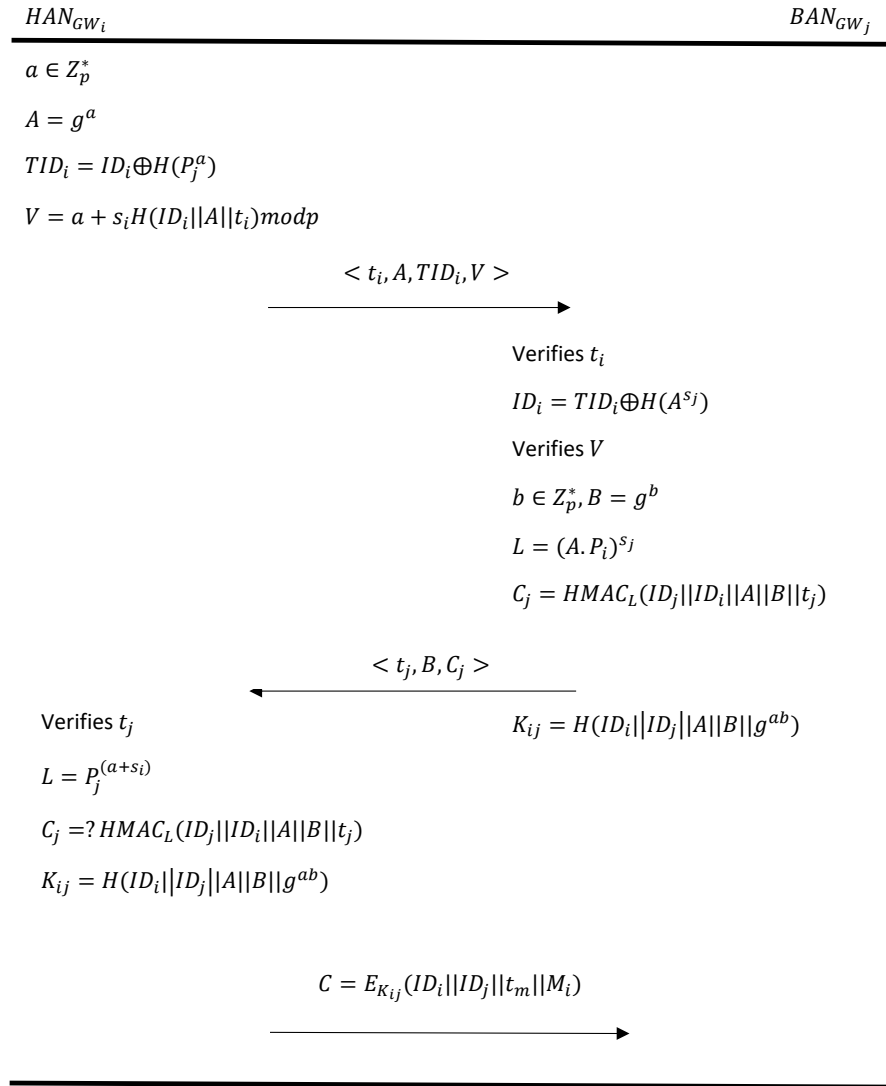 HAN_{GW_i} BAN_{GW_j}
a ∈ Z_p^*
A = g^a
TID_i = ID_i⊕H(P_j^a)
V = a + s_iH(ID_i||A||t_i)modp
< t_i, A, TID_i, V >
Verifies t_i
ID_i = TID_i⊕H(A^{s_j})
Verifies V
b ∈ Z_p^*, B = g^b
L = (A.P_i)^{s_j}
C_j = HMAC_L(ID_j||ID_i||A||B||t_j)
< t_j, B, C_j >
Verifies t_j
K_{ij} = H(ID_i||ID_j||A||B||g^{ab})
L = P_j^{(a+s_i)}
C_j =? HMAC_L(ID_j||ID_i||A||B||t_j)
K_{ij} = H(ID_i||ID_j||A||B||g^{ab})
C = E_{K_{ij}}(ID_i||ID_j||t_m||M_i)